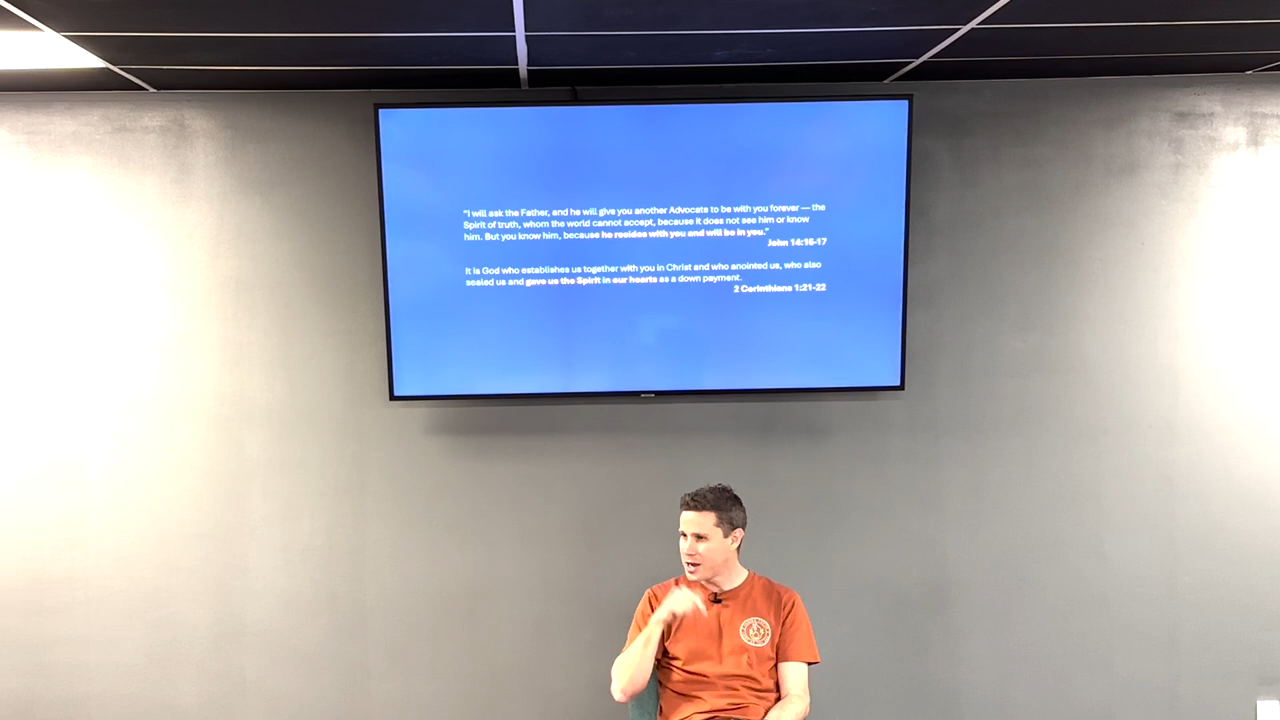 "I will ask the Father, and he will give you another Advocate to be with you forever — the
Spirit of truth, whom the world cannot accept, because it does not see him or know
him. But you know him, because he resides with you and will be in you."
John 14:16-17
It is God who establishes us together with you in Christ and who anointed us, who also
sealed us and gave us the Spirit in our hearts as a down payment.
2 Corinthians 1:21-22